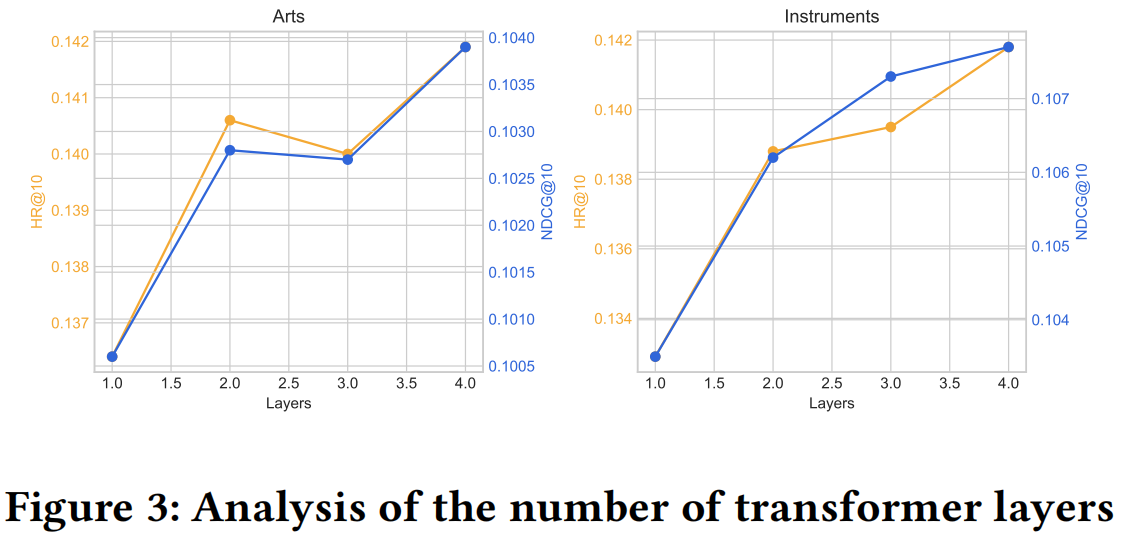 Arts
0.142
0.141
0.140
0.139
0.138
0.137
HR@10
0.1040
0.1035
0.1030
0.1025
0.1020
0.1015
0.1010
0.1005
NDCG@10
1.0 1.5 2.0 2.5 3.0 3.5 4.0
Layers
Instruments
0.142
0.140
0.138
0.136
0.134
HR@10
0.107
0.106
0.105
0.104
NDCG@10
1.0 1.5 2.0 2.5 3.0 3.5 4.0
Layers
Figure 3: Analysis of the number of transformer layers